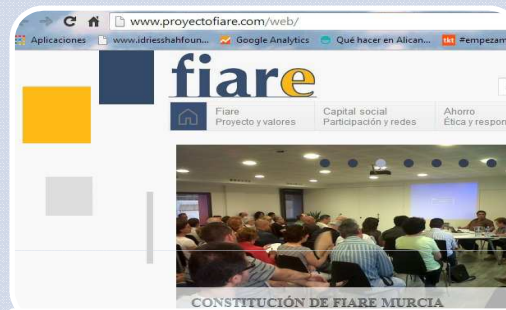 www.proyectofiare.com/web/
Aplicaciones www.idriesshahfoun... Google Analytics Qué hacer en Alican... tkt #empezam
fiare
Fiare Capital social Ahorro
Proyecto y valores Participación y redes Ética y respon
CONSTITUCIÓN DE FIARE MURCIA